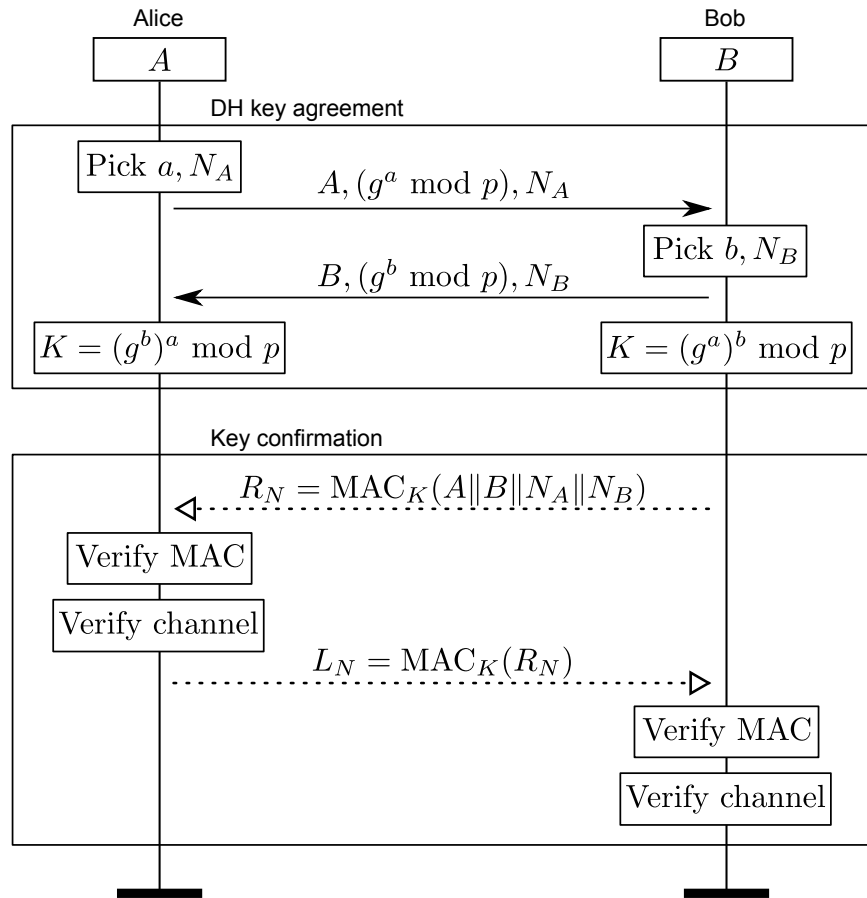 Alice
Bob
A
B
DH key agreement
Pick a, N_A
A, (g^a mod p), N_A
Pick b, N_B
B, (g^b mod p), N_B
K = (g^b)^a mod p
K = (g^a)^b mod p
Key confirmation
R_N = MAC_K(A‖B‖N_A‖N_B)
Verify MAC
Verify channel
L_N = MAC_K(R_N)
Verify MAC
Verify channel